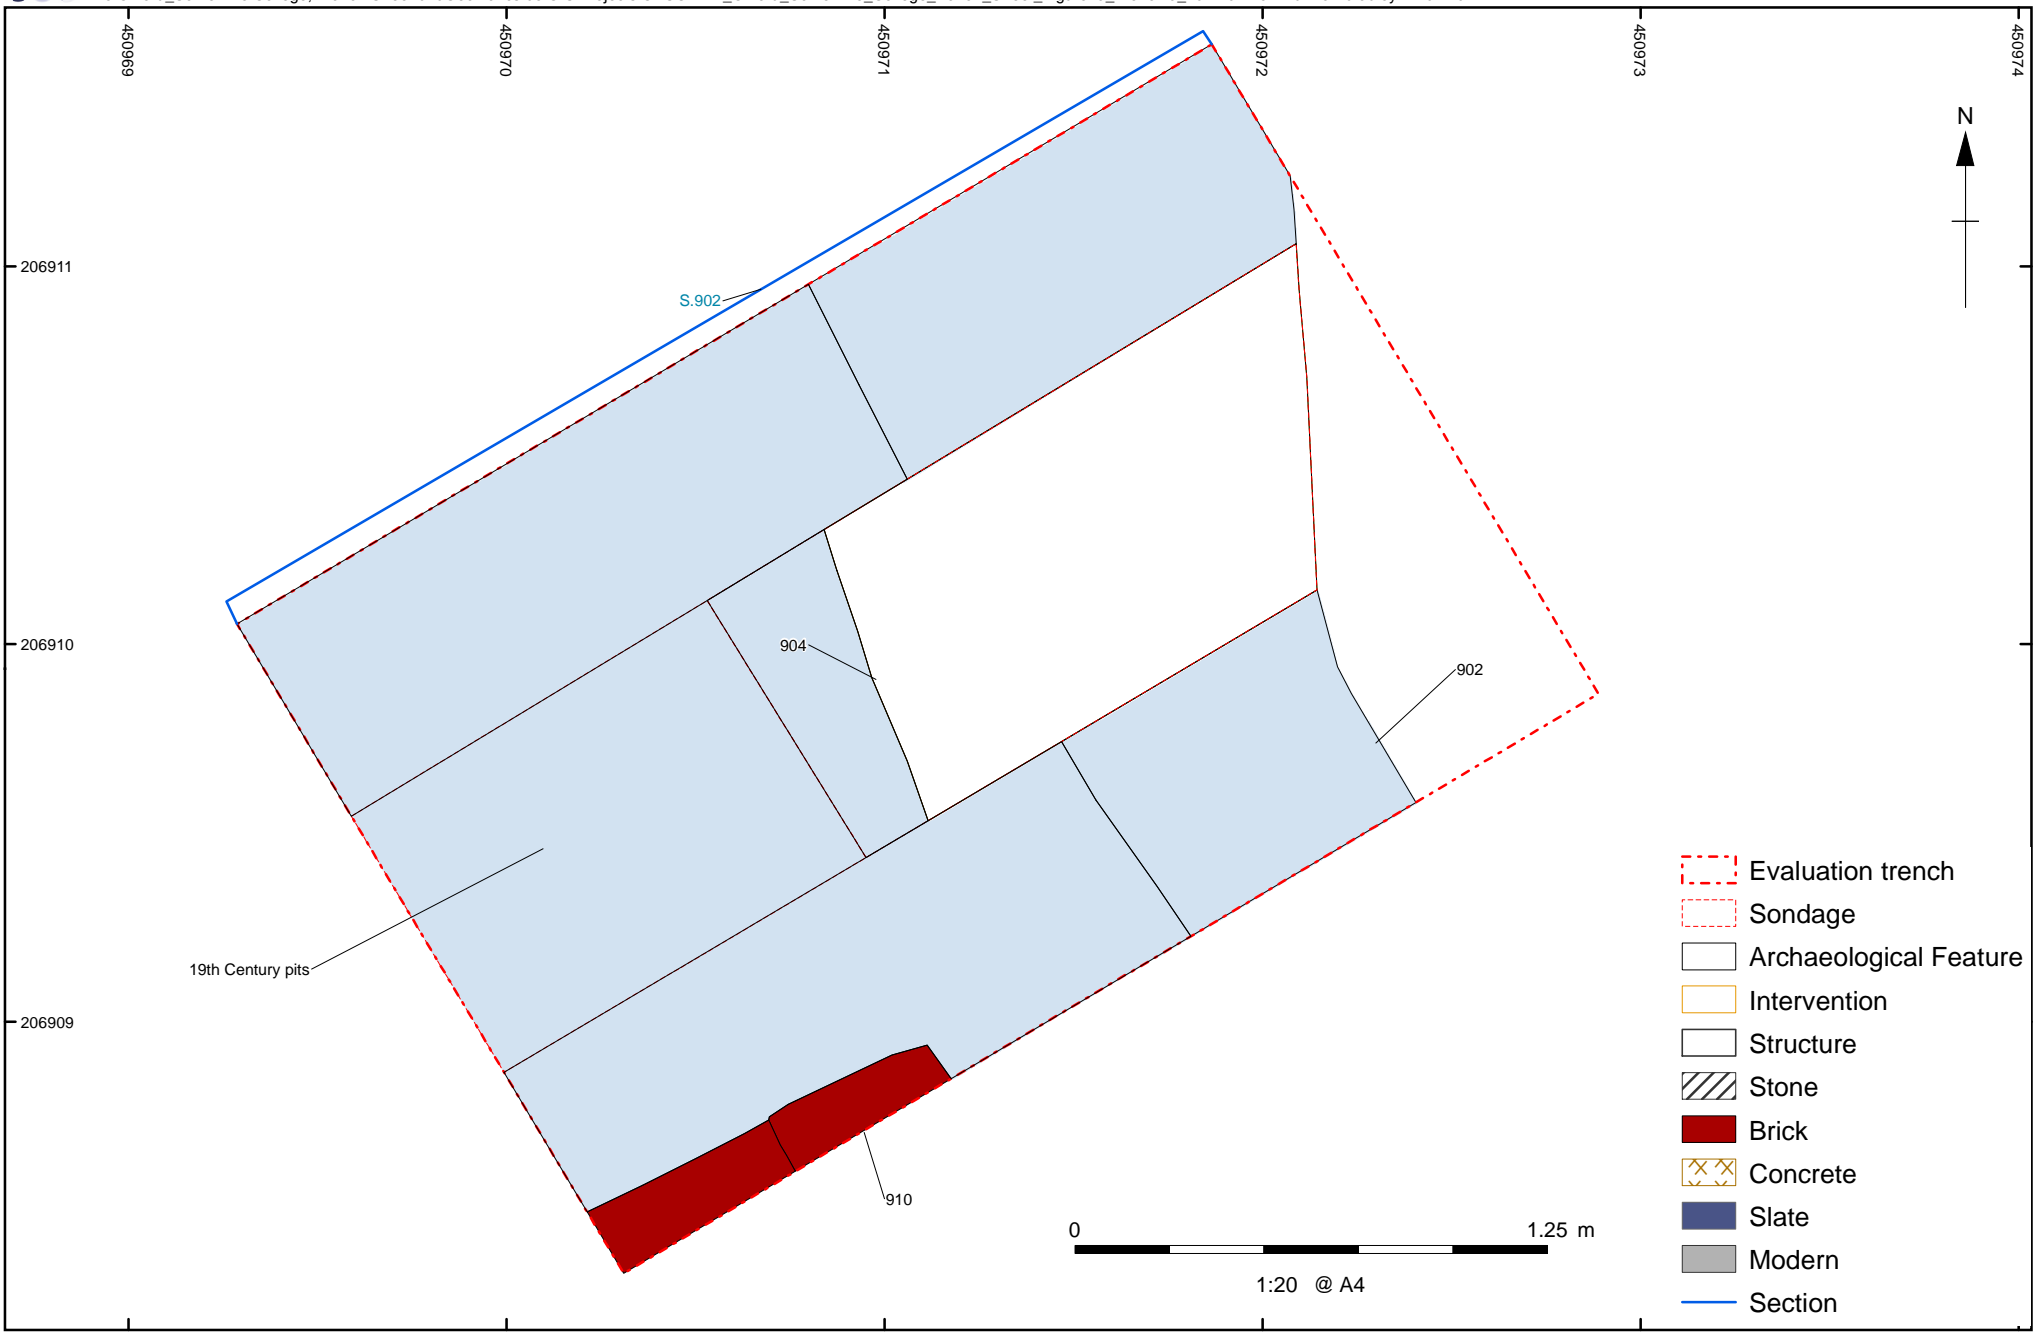 450969
450970
450971
450972
450973
450974
N
206911
S.902
206910
904
902
19th Century pits
206909
910
0 1.25 m
1:20 @ A4
Evaluation trench
Sondage
Archaeological Feature
Intervention
Structure
Stone
Brick
Concrete
Slate
Modern
Section